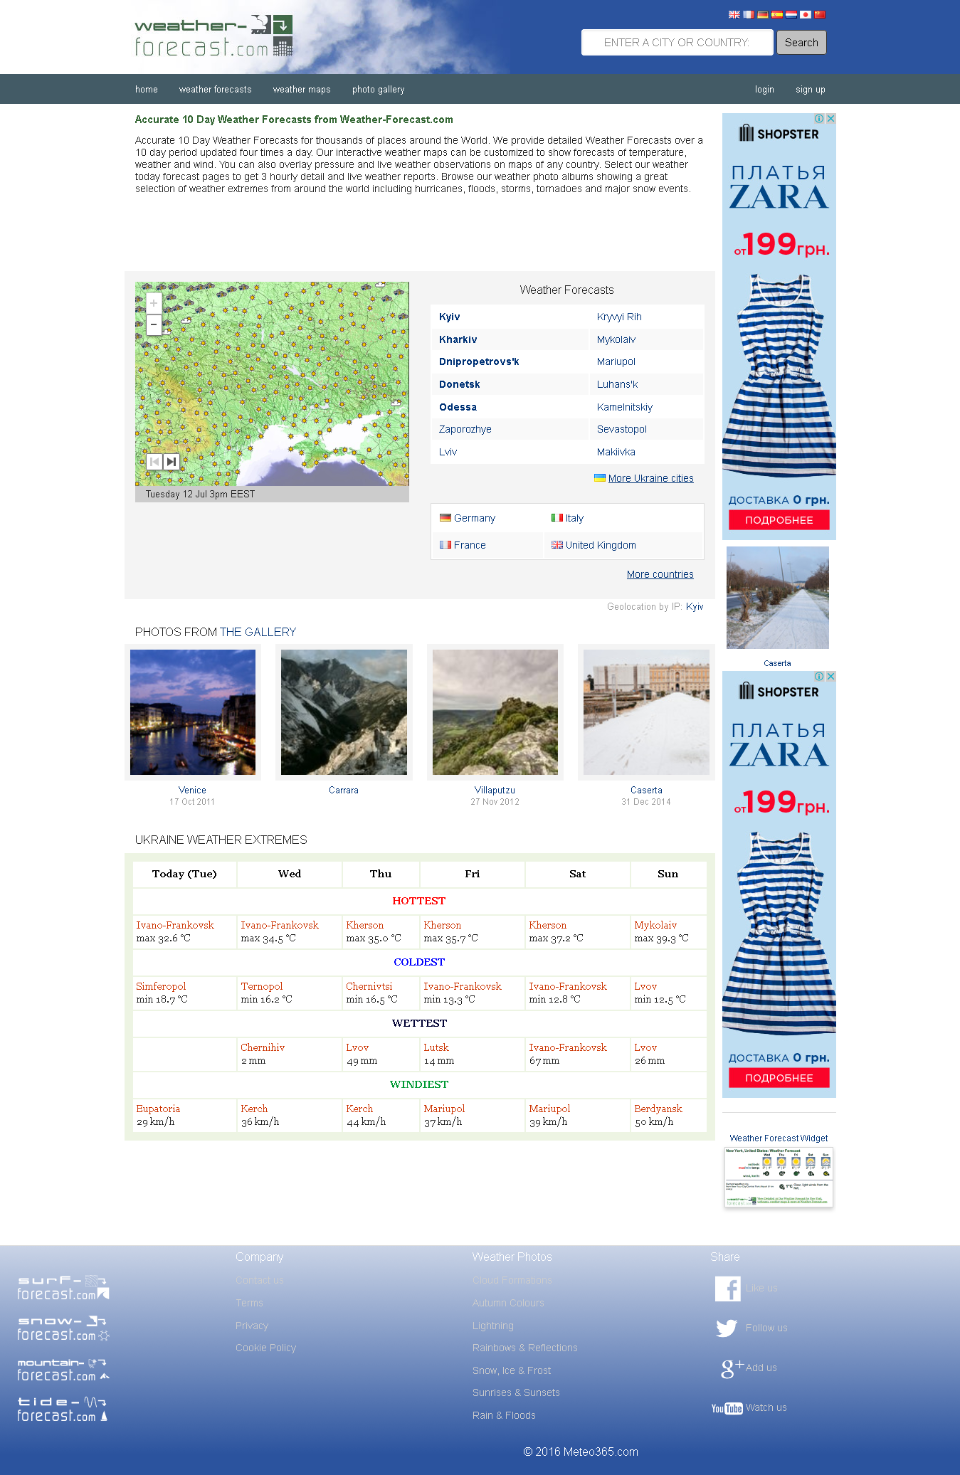 weather-
forecast.com
ENTER A CITY OR COUNTRY:
Search
home weather forecasts weather maps photo gallery login sign up
Accurate 10 Day Weather Forecasts from Weather-Forecast.com
Accurate 10 Day Weather Forecasts for thousands of places around the World. We provide detailed Weather Forecasts over a
10 day period updated four times a day. Our interactive weather maps can be customized to show forecasts of temperature,
weather and wind. You can also overlay pressure and live weather observations on maps of any country. Select our weather
today forecast pages to get 3 hourly detail and live weather reports. Browse our weather photo albums showing a great
selection of weather extremes from around the world including hurricanes, floods, storms, tornadoes and major snow events.
SHOPSTER
ПЛАТЬЯ
ZARA
от 199 грн.
ДОСТАВКА 0 грн.
ПОДРОБНЕЕ
+
−
Tuesday 12 Jul 3pm EEST
Weather Forecasts
Kyiv Kryvyi Rih
Kharkiv Mykolaiv
Dnipropetrovs'k Mariupol
Donetsk Luhans'k
Odessa Kamelnitskiy
Zaporozhye Sevastopol
Lviv Makiivka
More Ukraine cities
Germany Italy
France United Kingdom
More countries
Geolocation by IP: Kyiv
PHOTOS FROM THE GALLERY
Venice
17 Oct 2011
Carrara
Villaputzu
27 Nov 2012
Caserta
31 Dec 2014
Caserta
SHOPSTER
ПЛАТЬЯ
ZARA
от 199 грн.
ДОСТАВКА 0 грн.
ПОДРОБНЕЕ
UKRAINE WEATHER EXTREMES
Today (Tue) Wed Thu Fri Sat Sun
HOTTEST
Ivano-Frankovsk Ivano-Frankovsk Kherson Kherson Kherson Mykolaiv
max 32.6 °C max 34.5 °C max 35.0 °C max 35.7 °C max 37.2 °C max 39.3 °C
COLDEST
Simferopol Ternopol Chernivtsi Ivano-Frankovsk Ivano-Frankovsk Lvov
min 18.7 °C min 16.2 °C min 16.5 °C min 13.3 °C min 12.8 °C min 12.5 °C
WETTEST
Chernihiv Lvov Lutsk Ivano-Frankovsk Lvov
2 mm 49 mm 14 mm 67 mm 26 mm
WINDIEST
Eupatoria Kerch Kerch Mariupol Mariupol Berdyansk
29 km/h 36 km/h 44 km/h 37 km/h 39 km/h 50 km/h
Weather Forecast Widget
New York, United States: Weather Forecast
surf-
forecast.com
snow-
forecast.com
mountain-
forecast.com
tide-
forecast.com
Company
Contact us
Terms
Privacy
Cookie Policy
Weather Photos
Cloud Formations
Autumn Colours
Lightning
Rainbows & Reflections
Snow, Ice & Frost
Sunrises & Sunsets
Rain & Floods
Share
Like us
Follow us
Add us
YouTube Watch us
© 2016 Meteo365.com